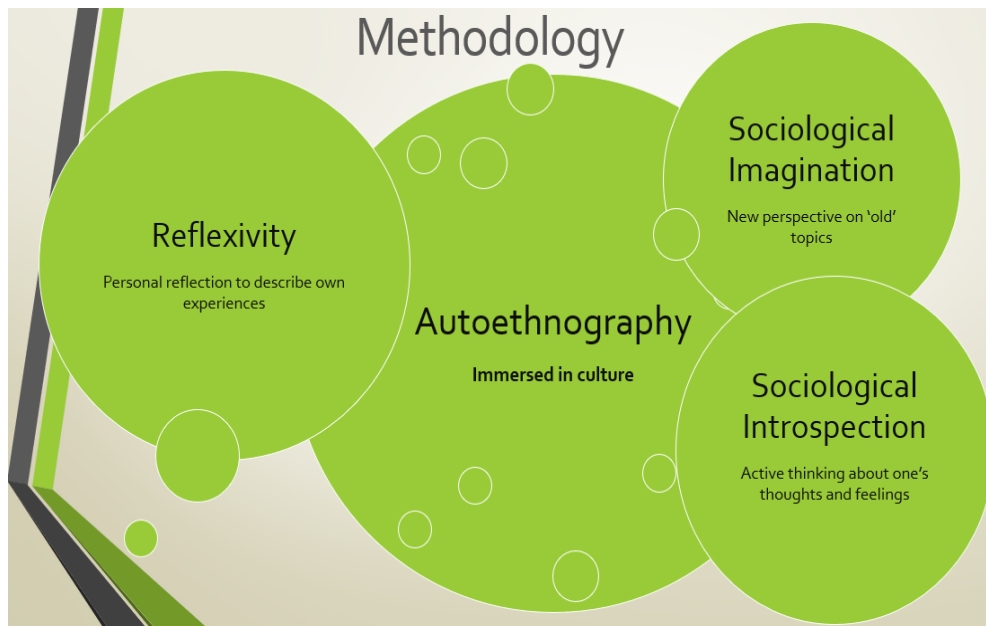 Methodology
Reflexivity
Personal reflection to describe own
experiences
Autoethnography
Immersed in culture
Sociological
Imagination
New perspective on ‘old’
topics
Sociological
Introspection
Active thinking about one’s
thoughts and feelings